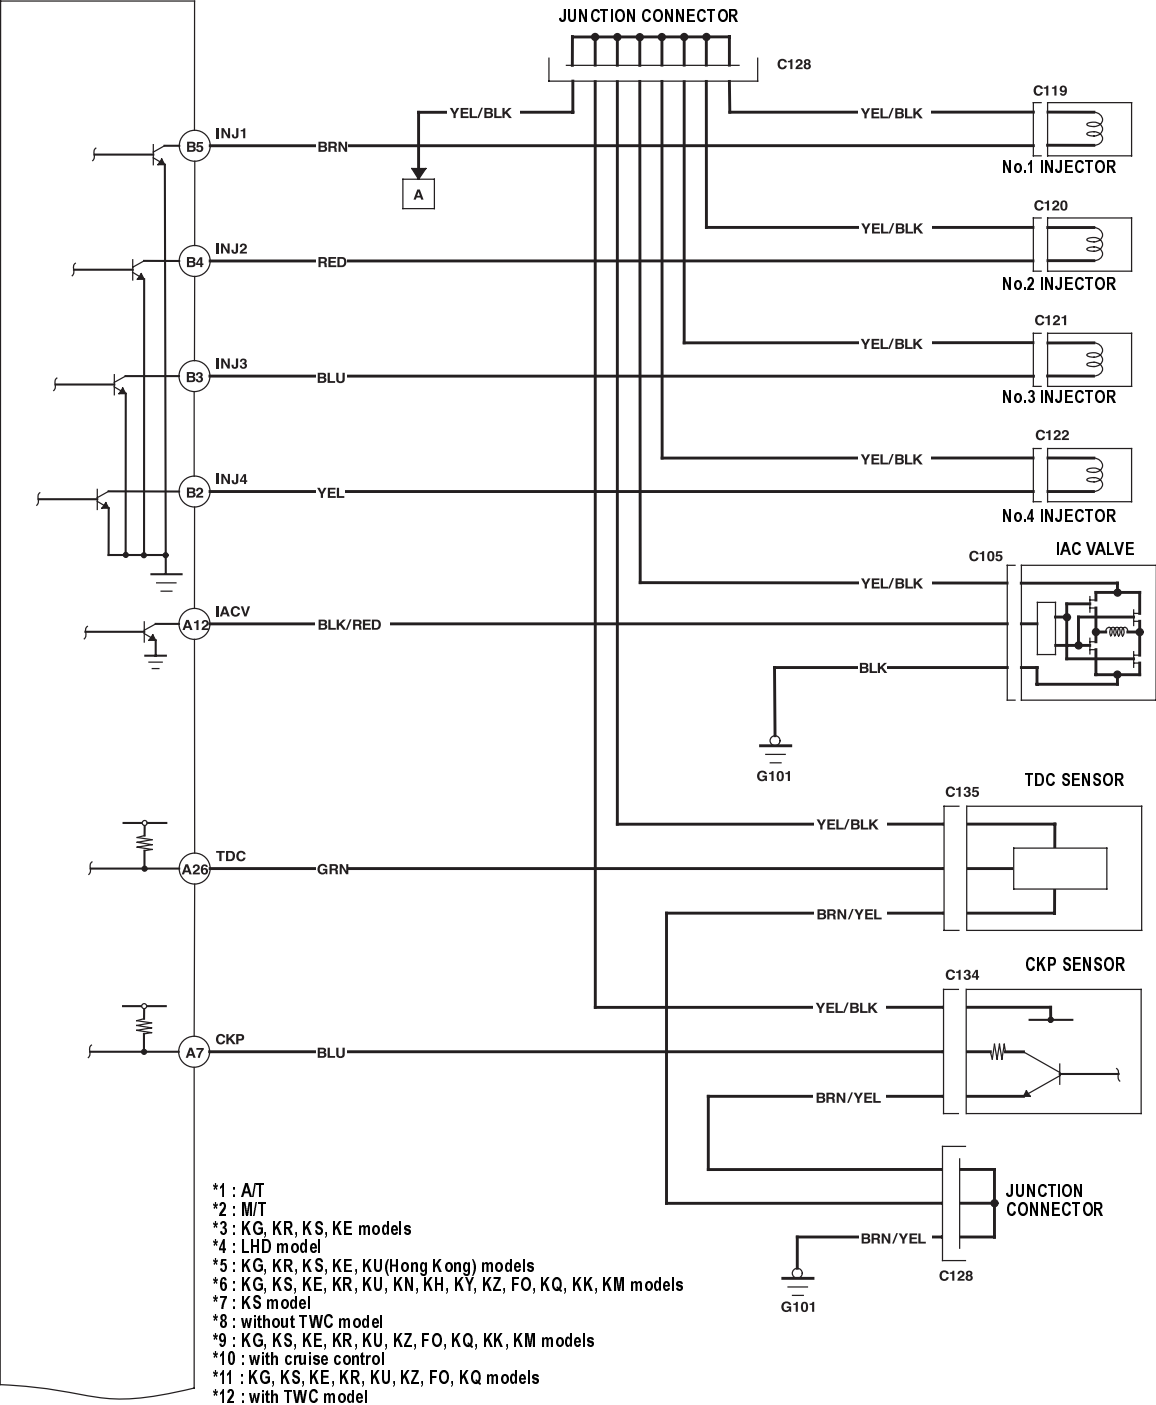 JUNCTION CONNECTOR
C128
YEL/BLK
YEL/BLK
C119
INJ1
B5
BRN
No.1 INJECTOR
A
C120
YEL/BLK
INJ2
B4
RED
No.2 INJECTOR
C121
YEL/BLK
INJ3
B3
BLU
No.3 INJECTOR
C122
YEL/BLK
INJ4
B2
YEL
No.4 INJECTOR
IAC VALVE
C105
YEL/BLK
IACV
A12
BLK/RED
BLK
G101
TDC SENSOR
C135
YEL/BLK
TDC
A26
GRN
BRN/YEL
CKP SENSOR
C134
YEL/BLK
CKP
A7
BLU
BRN/YEL
JUNCTION
CONNECTOR
BRN/YEL
C128
G101
*1 : A/T
*2 : M/T
*3 : KG, KR, KS, KE models
*4 : LHD model
*5 : KG, KR, KS, KE, KU(Hong Kong) models
*6 : KG, KS, KE, KR, KU, KN, KH, KY, KZ, FO, KQ, KK, KM models
*7 : KS model
*8 : without TWC model
*9 : KG, KS, KE, KR, KU, KZ, FO, KQ, KK, KM models
*10 : with cruise control
*11 : KG, KS, KE, KR, KU, KZ, FO, KQ models
*12 : with TWC model